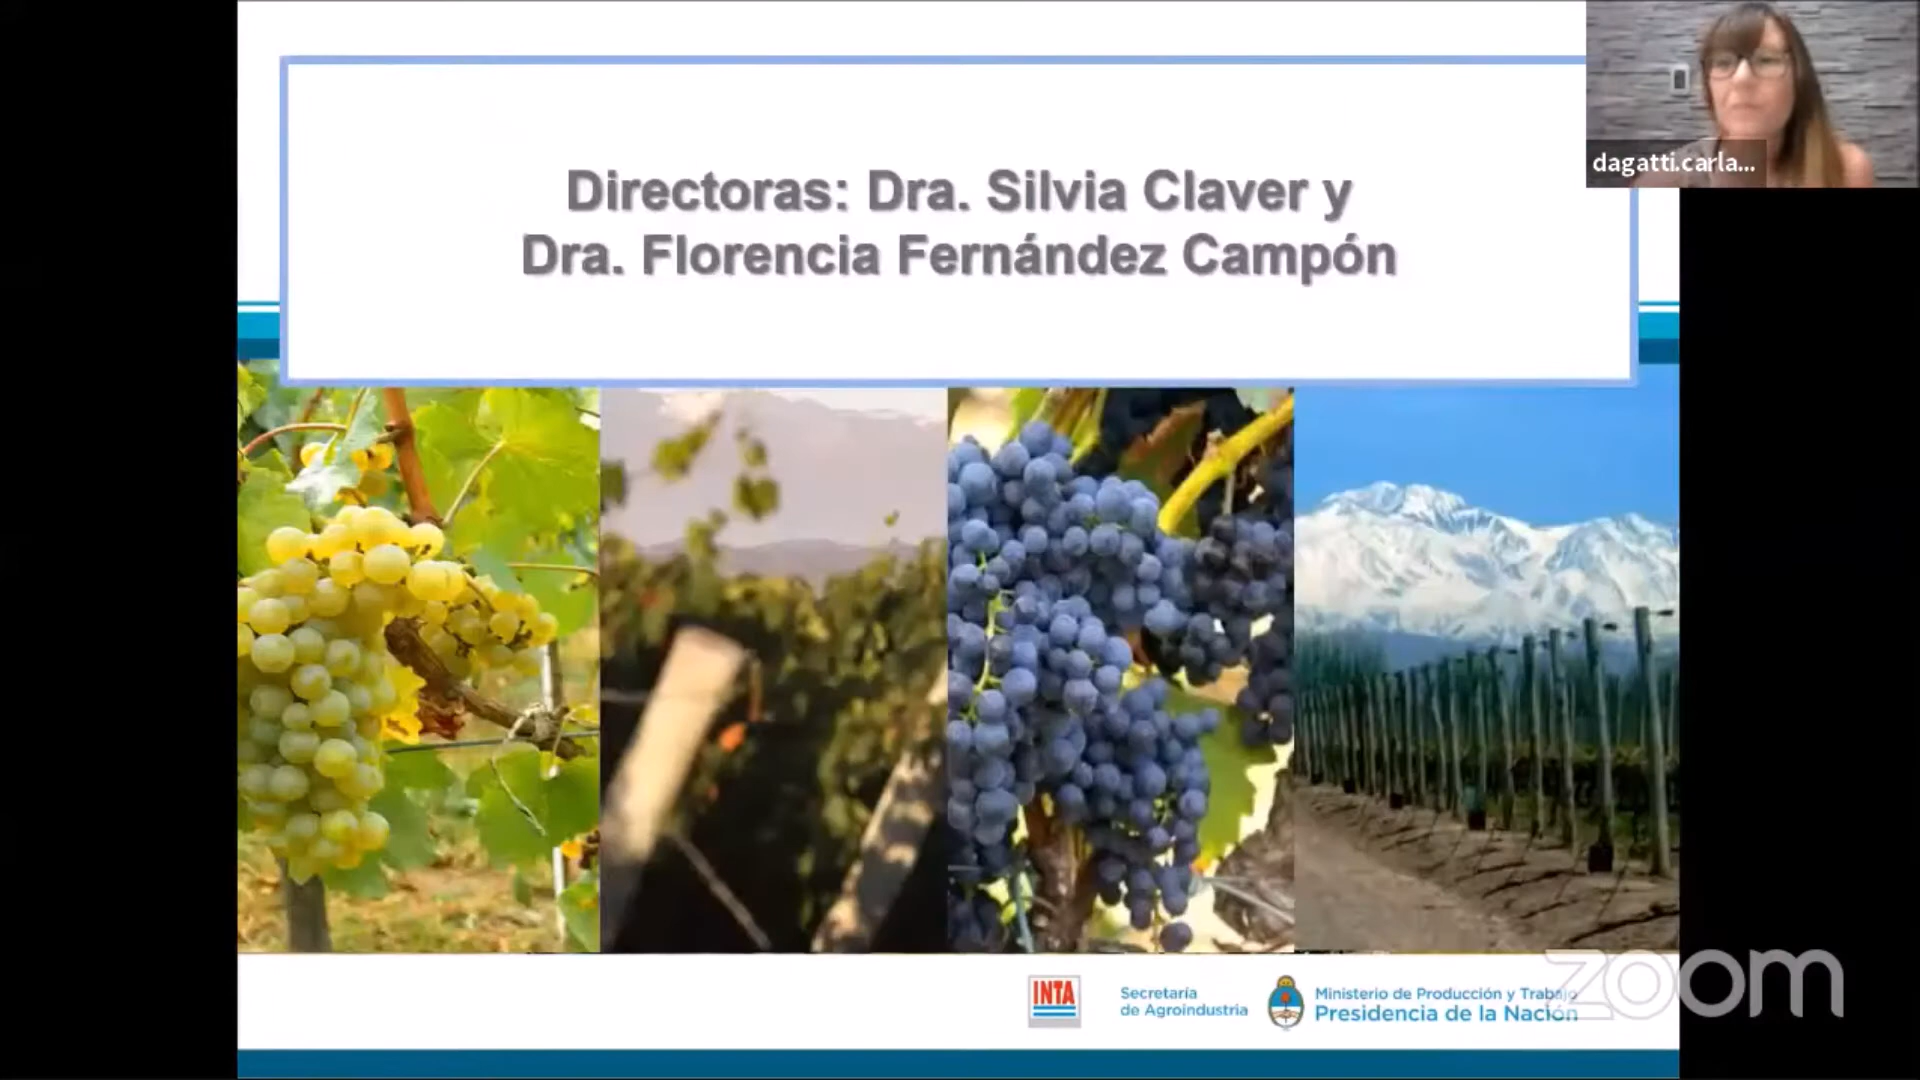 Directoras: Dra. Silvia Claver y
Dra. Florencia Fernández Campón
dagatti.carla...
INTA
Secretaría
de Agroindustria
Ministerio de Producción y Trabajo
Presidencia de la Nación
zoom